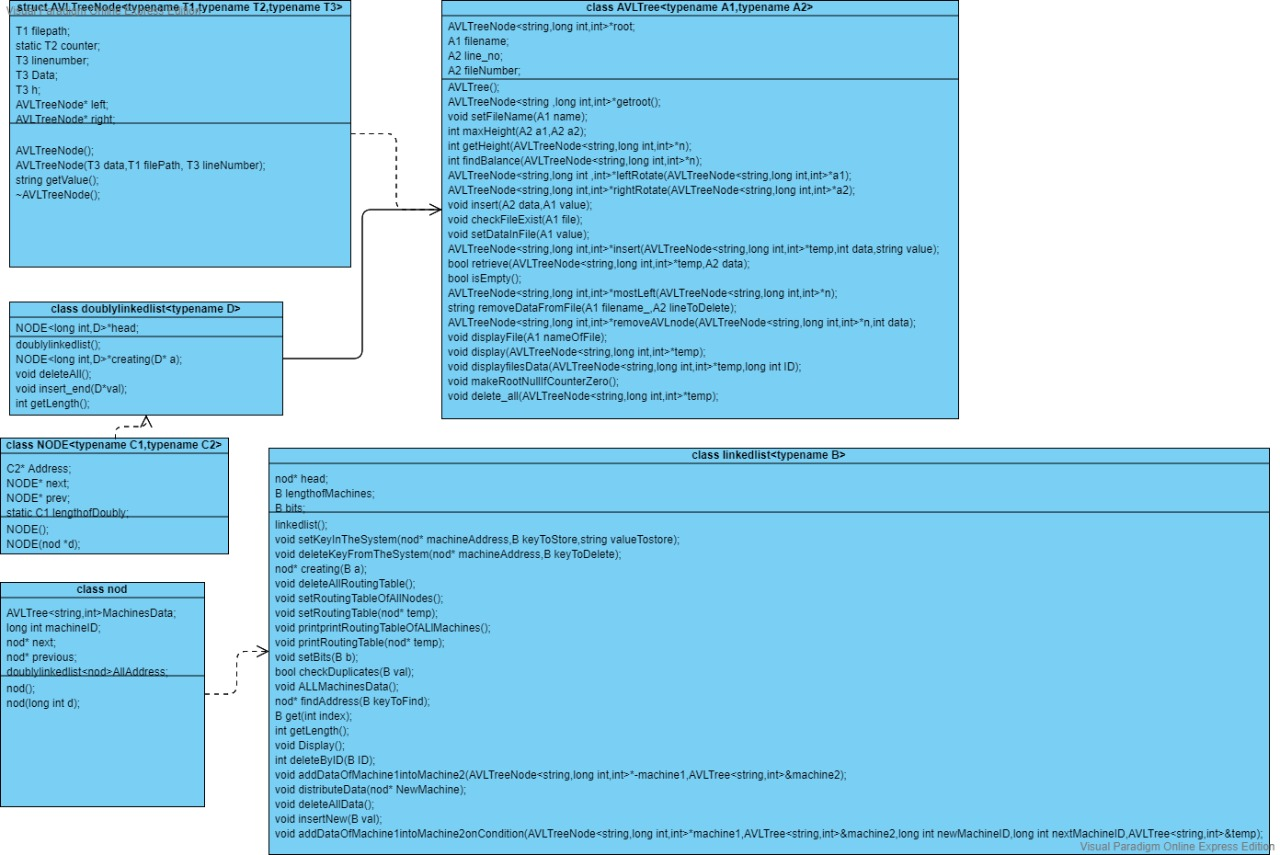 struct AVLTreeNode<typename T1,typename T2,typename T3>
Visual Paradigm Online Express Edition
T1 filepath;
static T2 counter;
T3 linenumber;
T3 Data;
T3 h;
AVLTreeNode* left;
AVLTreeNode* right;
AVLTreeNode();
AVLTreeNode(T3 data,T1 filePath, T3 lineNumber);
string getValue();
~AVLTreeNode();
class AVLTree<typename A1,typename A2>
AVLTreeNode<string,long int,int>*root;
A1 filename;
A2 line_no;
A2 fileNumber;
AVLTree();
AVLTreeNode<string ,long int,int>*getroot();
void setFileName(A1 name);
int maxHeight(A2 a1,A2 a2);
int getHeight(AVLTreeNode<string,long int,int>*n);
int findBalance(AVLTreeNode<string,long int,int>*n);
AVLTreeNode<string,long int ,int>*leftRotate(AVLTreeNode<string,long int,int>*a1);
AVLTreeNode<string,long int,int>*rightRotate(AVLTreeNode<string,long int,int>*a2);
void insert(A2 data,A1 value);
void checkFileExist(A1 file);
void setDataInFile(A1 value);
AVLTreeNode<string,long int,int>*insert(AVLTreeNode<string,long int,int>*temp,int data,string value);
bool retrieve(AVLTreeNode<string,long int,int>*temp,A2 data);
bool isEmpty();
AVLTreeNode<string,long int,int>*mostLeft(AVLTreeNode<string,long int,int>*n);
string removeDataFromFile(A1 filename_,A2 lineToDelete);
AVLTreeNode<string,long int,int>*removeAVLnode(AVLTreeNode<string,long int,int>*n,int data);
void displayFile(A1 nameOfFile);
void display(AVLTreeNode<string,long int,int>*temp);
void displayfilesData(AVLTreeNode<string,long int,int>*temp,long int ID);
void makeRootNullIfCounterZero();
void delete_all(AVLTreeNode<string,long int,int>*temp);
class doublylinkedlist<typename D>
NODE<long int,D>*head;
doublylinkedlist();
NODE<long int,D>*creating(D* a);
void deleteAll();
void insert_end(D*val);
int getLength();
class NODE<typename C1,typename C2>
C2* Address;
NODE* next;
NODE* prev;
static C1 lengthofDoubly;
NODE();
NODE(nod *d);
class nod
AVLTree<string,int>MachinesData;
long int machineID;
nod* next;
nod* previous;
doublylinkedlist<nod>AllAddress;
nod();
nod(long int d);
class linkedlist<typename B>
nod* head;
B lengthofMachines;
B bits;
linkedlist();
void setKeyInTheSystem(nod* machineAddress,B keyToStore,string valueTostore);
void deleteKeyFromTheSystem(nod* machineAddress,B keyToDelete);
nod* creating(B a);
void deleteAllRoutingTable();
void setRoutingTableOfAllNodes();
void setRoutingTable(nod* temp);
void printprintRoutingTableOfALlMachines();
void printRoutingTable(nod* temp);
void setBits(B b);
bool checkDuplicates(B val);
void ALLMachinesData();
nod* findAddress(B keyToFind);
B get(int index);
int getLength();
void Display();
int deleteByID(B ID);
void addDataOfMachine1intoMachine2(AVLTreeNode<string,long int,int>*-machine1,AVLTree<string,int>&machine2);
void distributeData(nod* NewMachine);
void deleteAllData();
void insertNew(B val);
void addDataOfMachine1intoMachine2onCondition(AVLTreeNode<string,long int,int>*machine1,AVLTree<string,int>&machine2,long int newMachineID,long int nextMachineID,AVLTree<string,int>&temp);
Visual Paradigm Online Express Edition